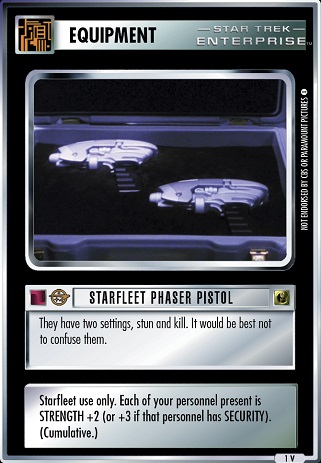 EQUIPMENT
STAR TREK
ENTERPRISE™
NOT ENDORSED BY CBS OR PARAMOUNT PICTURES
STARFLEET PHASER PISTOL
They have two settings, stun and kill. It would be best not
to confuse them.
Starfleet use only. Each of your personnel present is
STRENGTH +2 (or +3 if that personnel has SECURITY).
(Cumulative.)
1 V